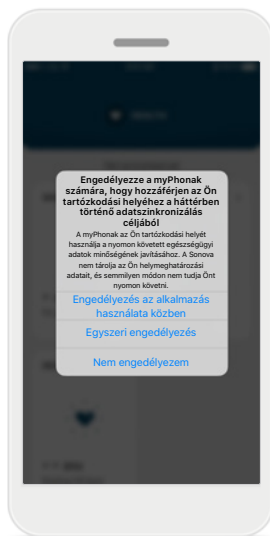 Engedélyezze a myPhonak
számára, hogy hozzáférjen az Ön
tartózkodási helyéhez a háttérben
történő adatszinkronizálás
céljából
A myPhonak az Ön tartózkodási helyét
használja a nyomon követett egészségügyi
adatok minőségének javításához. A Sonova
nem tárolja az Ön helymeghatározási
adatait, és semmilyen módon nem tudja Önt
nyomon követni.
Engedélyezés az alkalmazás
használata közben
Egyszeri engedélyezés
Nem engedélyezem